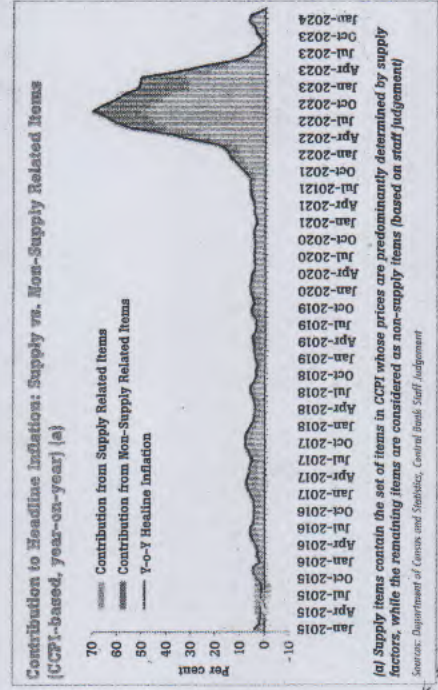 Contribution to Headline Inflation: Supply vs. Non-Supply Related Items
(CCPI-based, year-on-year) (a)
Contribution from Supply Related Items
Contribution from Non-Supply Related Items
Y-o-Y Healine Inflation
Per cent
70
60
50
40
30
20
10
0
-10
Jan-2015
Apr-2015
Jul-2015
Oct-2015
Jan-2016
Apr-2016
Jul-2016
Oct-2016
Jan-2017
Apr-2017
Jul-2017
Oct-2017
Jan-2018
Apr-2018
Jul-2018
Oct-2018
Jan-2019
Apr-2019
Jul-2019
Oct-2019
Jan-2020
Apr-2020
Jul-2020
Oct-2020
Jan-2021
Apr-2021
Jul-20121
Oct-2021
Jan-2022
Apr-2022
Jul-2022
Oct-2022
Jan-2023
Apr-2023
Jul-2023
Oct-2023
Jan-2024
(a) Supply items contain the set of items in CCPI whose prices are predominantly determined by supply
factors, while the remaining items are considered as non-supply items (based on staff judgement)
Sources: Department of Census and Statistics, Central Bank Staff Judgement